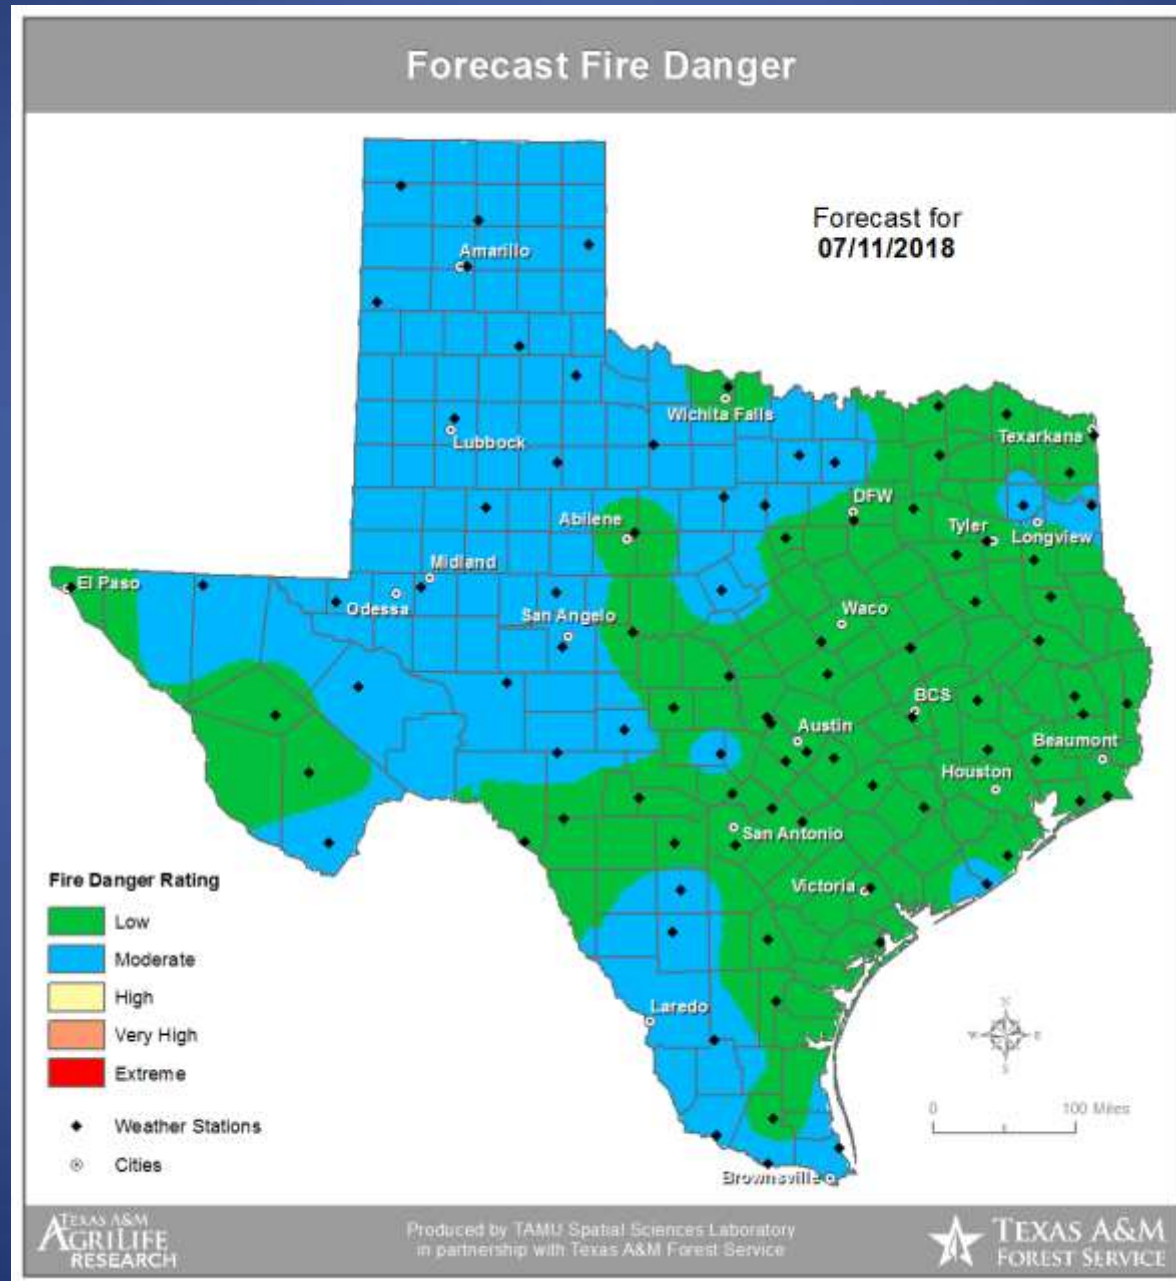 Forecast Fire Danger
Forecast for
07/11/2018
Amarillo
Wichita Falls
Lubbock
Texarkana
DFW
Abilene
Tyler
Longview
Midland
El Paso
Odessa
San Angelo
Waco
BCS
Austin
Beaumont
Houston
San Antonio
Fire Danger Rating
Victoria
Low
Moderate
High
Laredo
Very High
Extreme
N
W
E
S
0
100 Miles
Weather Stations
Cities
Brownsville
TEXAS A&M
AGRILIFE
RESEARCH
Produced by TAMU Spatial Sciences Laboratory
in partnership with Texas A&M Forest Service
TEXAS A&M
FOREST SERVICE